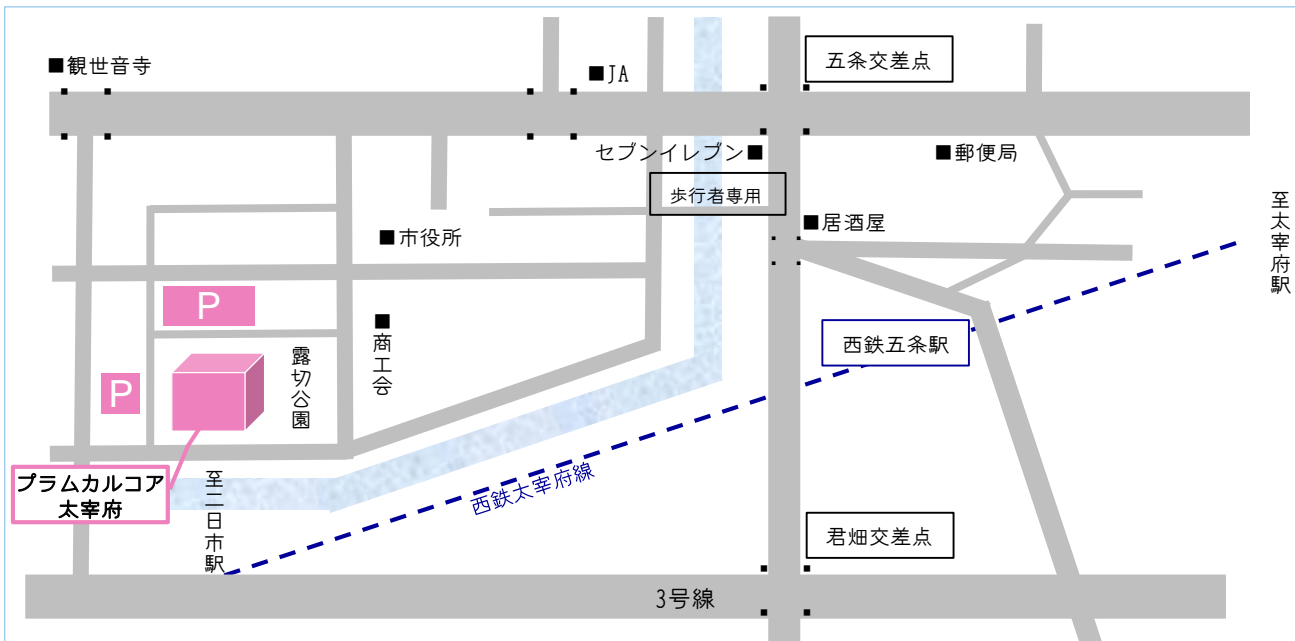 ■観世音寺
■JA
五条交差点
セブンイレブン■
■郵便局
歩行者専用
■居酒屋
至太宰府駅
■市役所
P
■商工会
西鉄五条駅
露切公園
P
プラムカルコア
太宰府
至二日市駅
西鉄太宰府線
君畑交差点
3号線